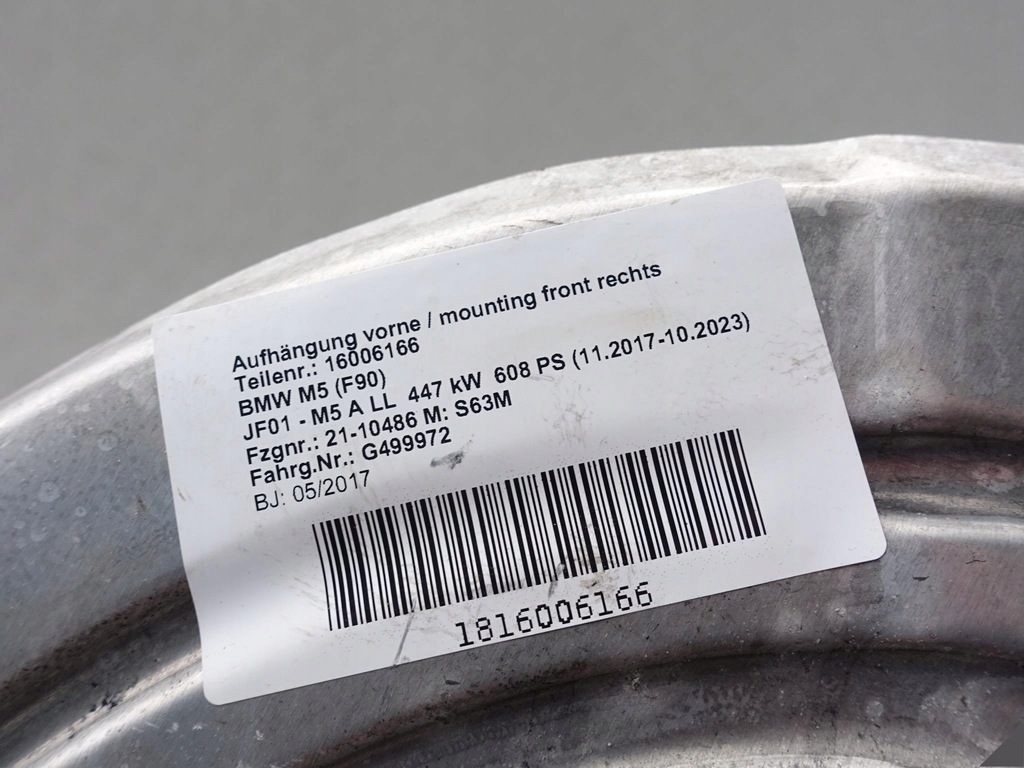 Aufhängung vorne / mounting front rechts
Teilenr.: 16006166
BMW M5 (F90)
JF01 - M5 A LL 447 kW 608 PS (11.2017-10.2023)
Fzgnr.: 21-10486 M: S63M
Fahrg.Nr.: G499972
BJ: 05/2017
1816006166